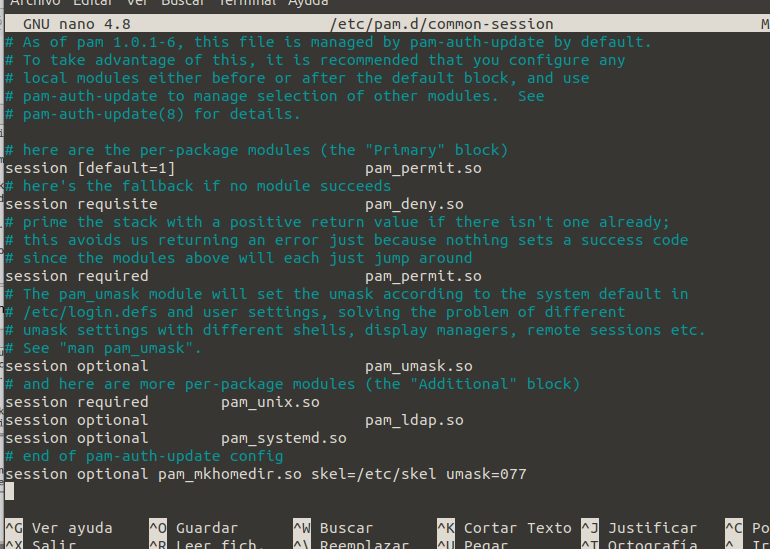 Archivo Editar Ver Buscar Terminal Ayuda
GNU nano 4.8 /etc/pam.d/common-session M
# As of pam 1.0.1-6, this file is managed by pam-auth-update by default.
# To take advantage of this, it is recommended that you configure any
# local modules either before or after the default block, and use
# pam-auth-update to manage selection of other modules.  See
# pam-auth-update(8) for details.

# here are the per-package modules (the "Primary" block)
session [default=1]                     pam_permit.so
# here's the fallback if no module succeeds
session requisite                       pam_deny.so
# prime the stack with a positive return value if there isn't one already;
# this avoids us returning an error just because nothing sets a success code
# since the modules above will each just jump around
session required                        pam_permit.so
# The pam_umask module will set the umask according to the system default in
# /etc/login.defs and user settings, solving the problem of different
# umask settings with different shells, display managers, remote sessions etc.
# See "man pam_umask".
session optional                        pam_umask.so
# and here are more per-package modules (the "Additional" block)
session required        pam_unix.so
session optional                        pam_ldap.so
session optional        pam_systemd.so
# end of pam-auth-update config
session optional pam_mkhomedir.so skel=/etc/skel umask=077
^G Ver ayuda ^O Guardar ^W Buscar ^K Cortar Texto ^J Justificar ^C Po
^X Salir ^R Leer fich. ^\ Reemplazar ^U Pegar ^T Ortografía ^_ Ir